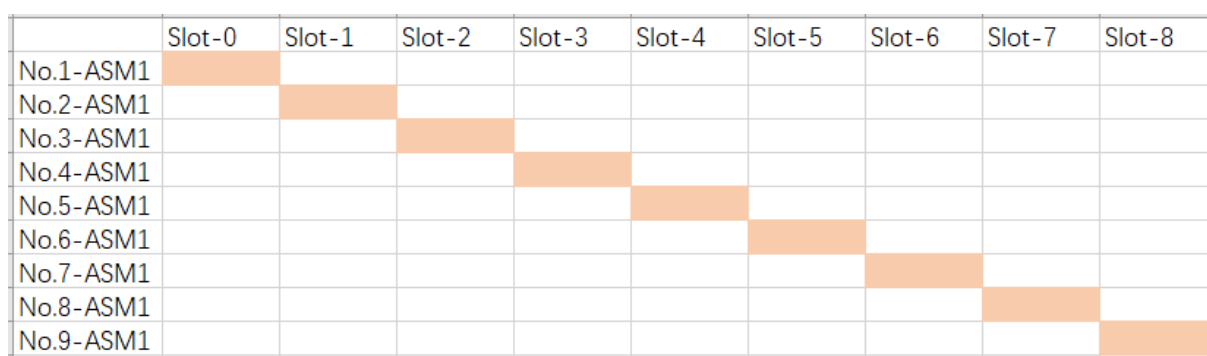 Slot-0 Slot-1 Slot-2 Slot-3 Slot-4 Slot-5 Slot-6 Slot-7 Slot-8
No.1-ASM1
No.2-ASM1
No.3-ASM1
No.4-ASM1
No.5-ASM1
No.6-ASM1
No.7-ASM1
No.8-ASM1
No.9-ASM1